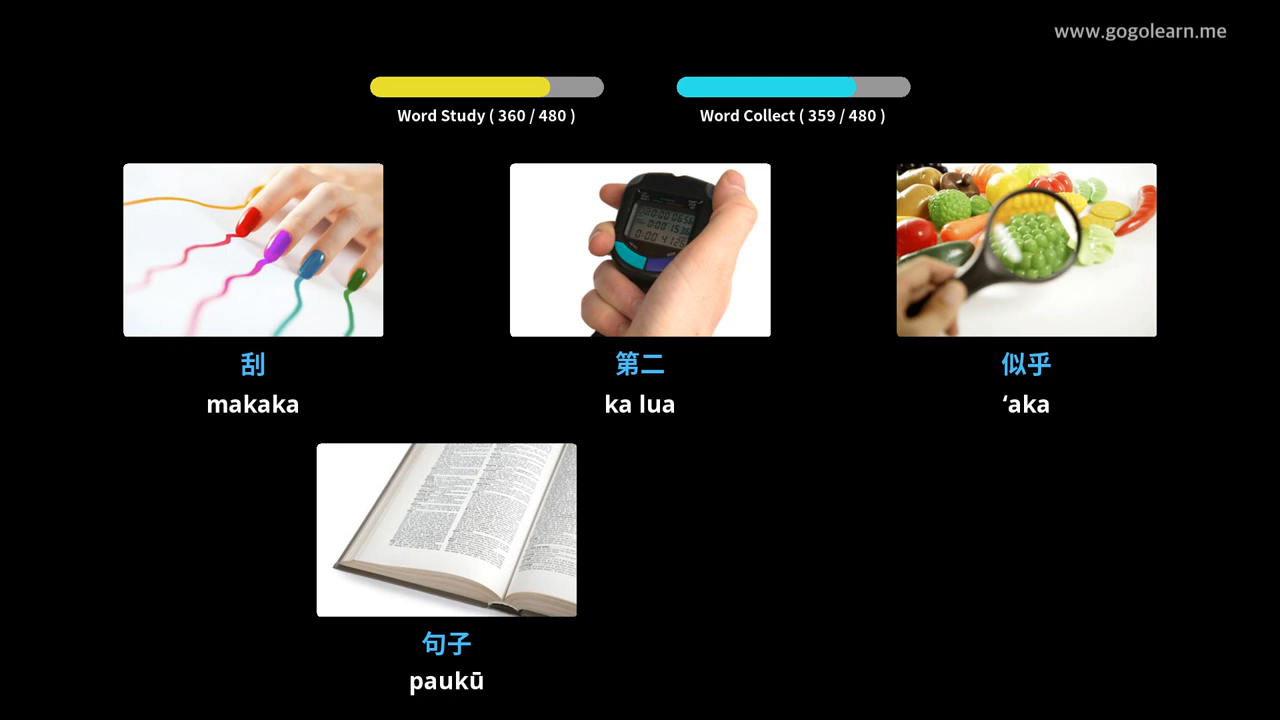 www.gogolearn.me
Word Study ( 360 / 480 )
Word Collect ( 359 / 480 )
刮
makaka
第二
ka lua
似乎
ʻaka
句子
paukū